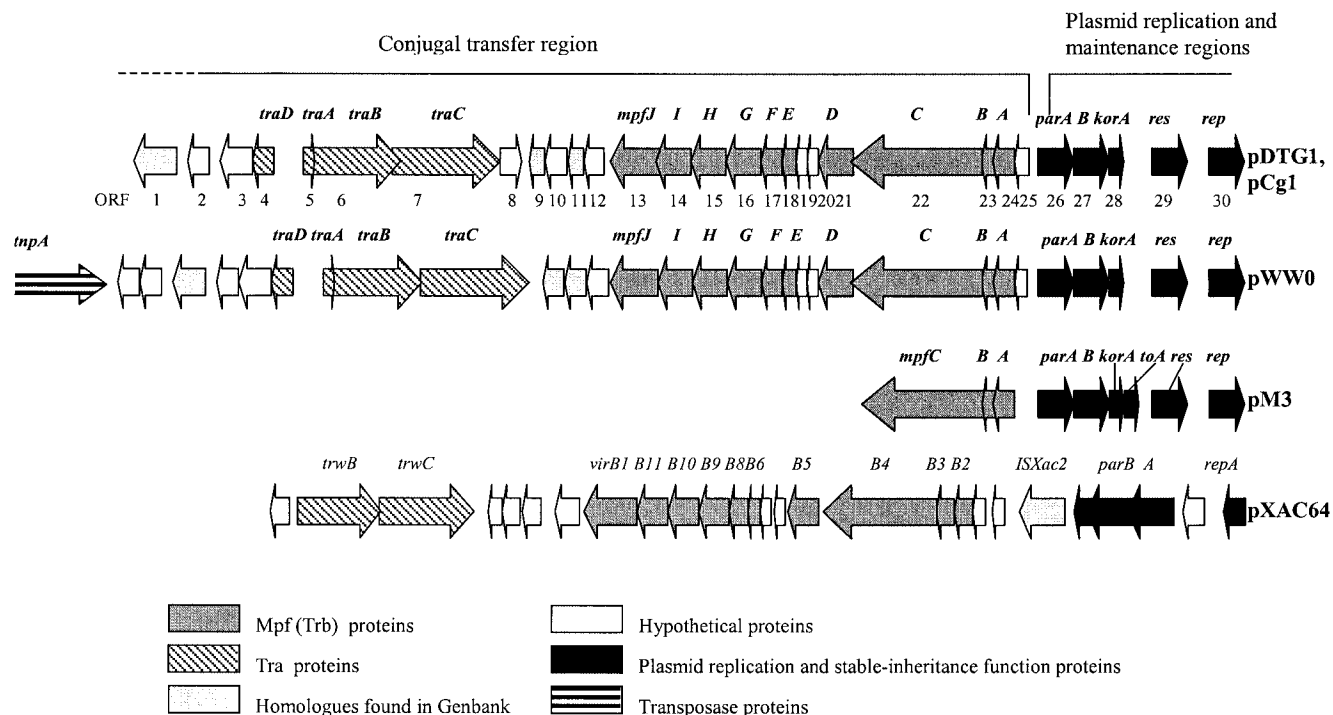 Conjugal transfer region
Plasmid replication and
maintenance regions
traD traA traB traC mpfJ I H G F E D C B A parA B korA res rep
pDTG1,
pCg1
ORF 1 2 3 4 5 6 7 8 9 10 11 12 13 14 15 16 17 18 19 20 21 22 23 24 25 26 27 28 29 30
tnpA traD traA traB traC mpfJ I H G F E D C B A parA B korA res rep
pWW0
mpfC B A parA B korA toA res rep
pM3
trwB trwC virB1 B11 B10 B9 B8 B6 B5 B4 B3 B2 ISXac2 parB A repA
pXAC64
Mpf (Trb) proteins
Hypothetical proteins
Tra proteins
Plasmid replication and stable-inheritance function proteins
Homologues found in Genbank
Transposase proteins